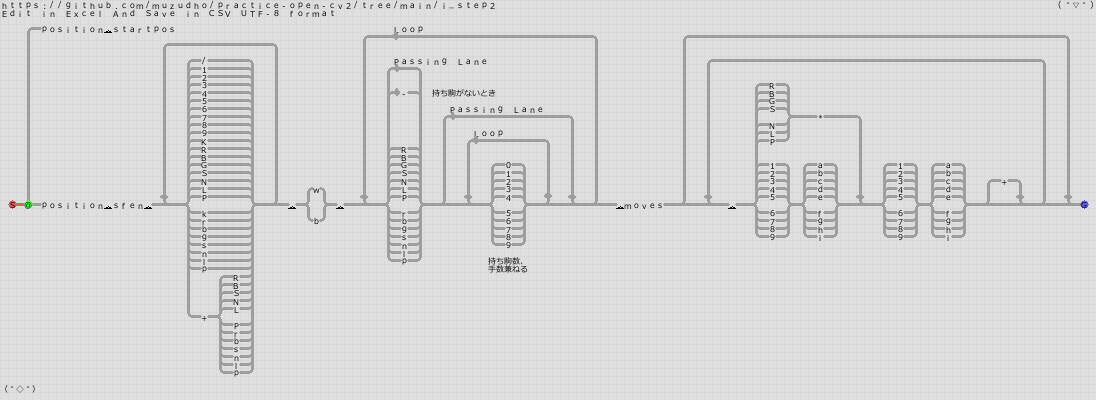 https://github.com/muzudho/practice-open-cv2/tree/main/i_step2
(*▽*)
Edit in Excel And Save in CSV UTF-8 format
position startpos
Loop
Passing Lane
- 持ち駒がないとき
Passing Lane
Loop
/
1
2
3
4
5
6
7
8
9
K
R
B
G
S
N
L
P
k
r
b
g
s
n
l
p
+
R
B
S
N
L
P
r
b
s
n
l
p
S
position sfen
w
b
R
B
G
S
N
L
P
r
b
g
s
n
l
p
0
1
2
3
4
5
6
7
8
9
持ち駒数、
手数兼ねる
moves
R
B
G
S
N
L
P
*
1
2
3
4
5
6
7
8
9
a
b
c
d
e
f
g
h
i
1
2
3
4
5
6
7
8
9
a
b
c
d
e
f
g
h
i
+
G
(*◇*)